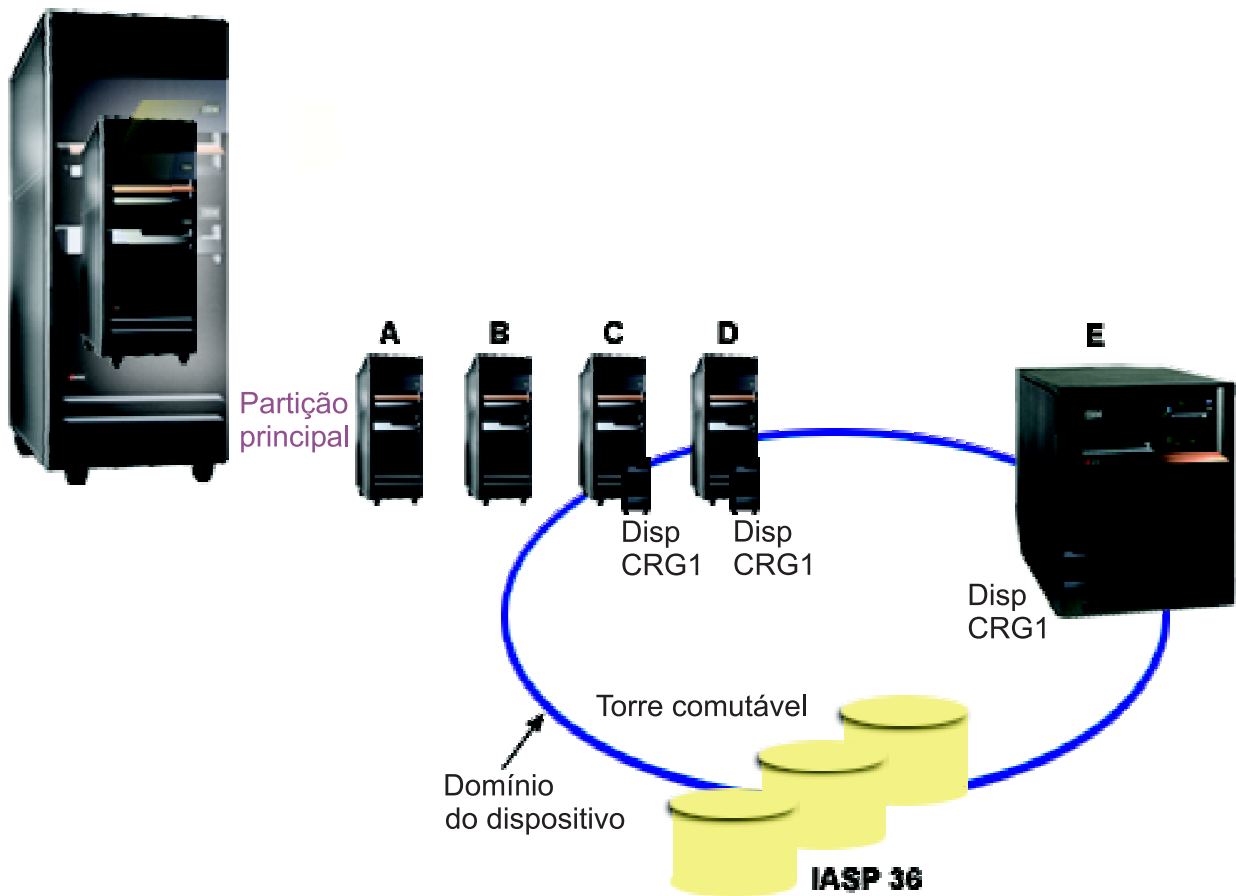 A B C D E
Partição
principal
Disp
CRG1
Disp
CRG1
Disp
CRG1
Torre comutável
Domínio
do dispositivo
IASP 36